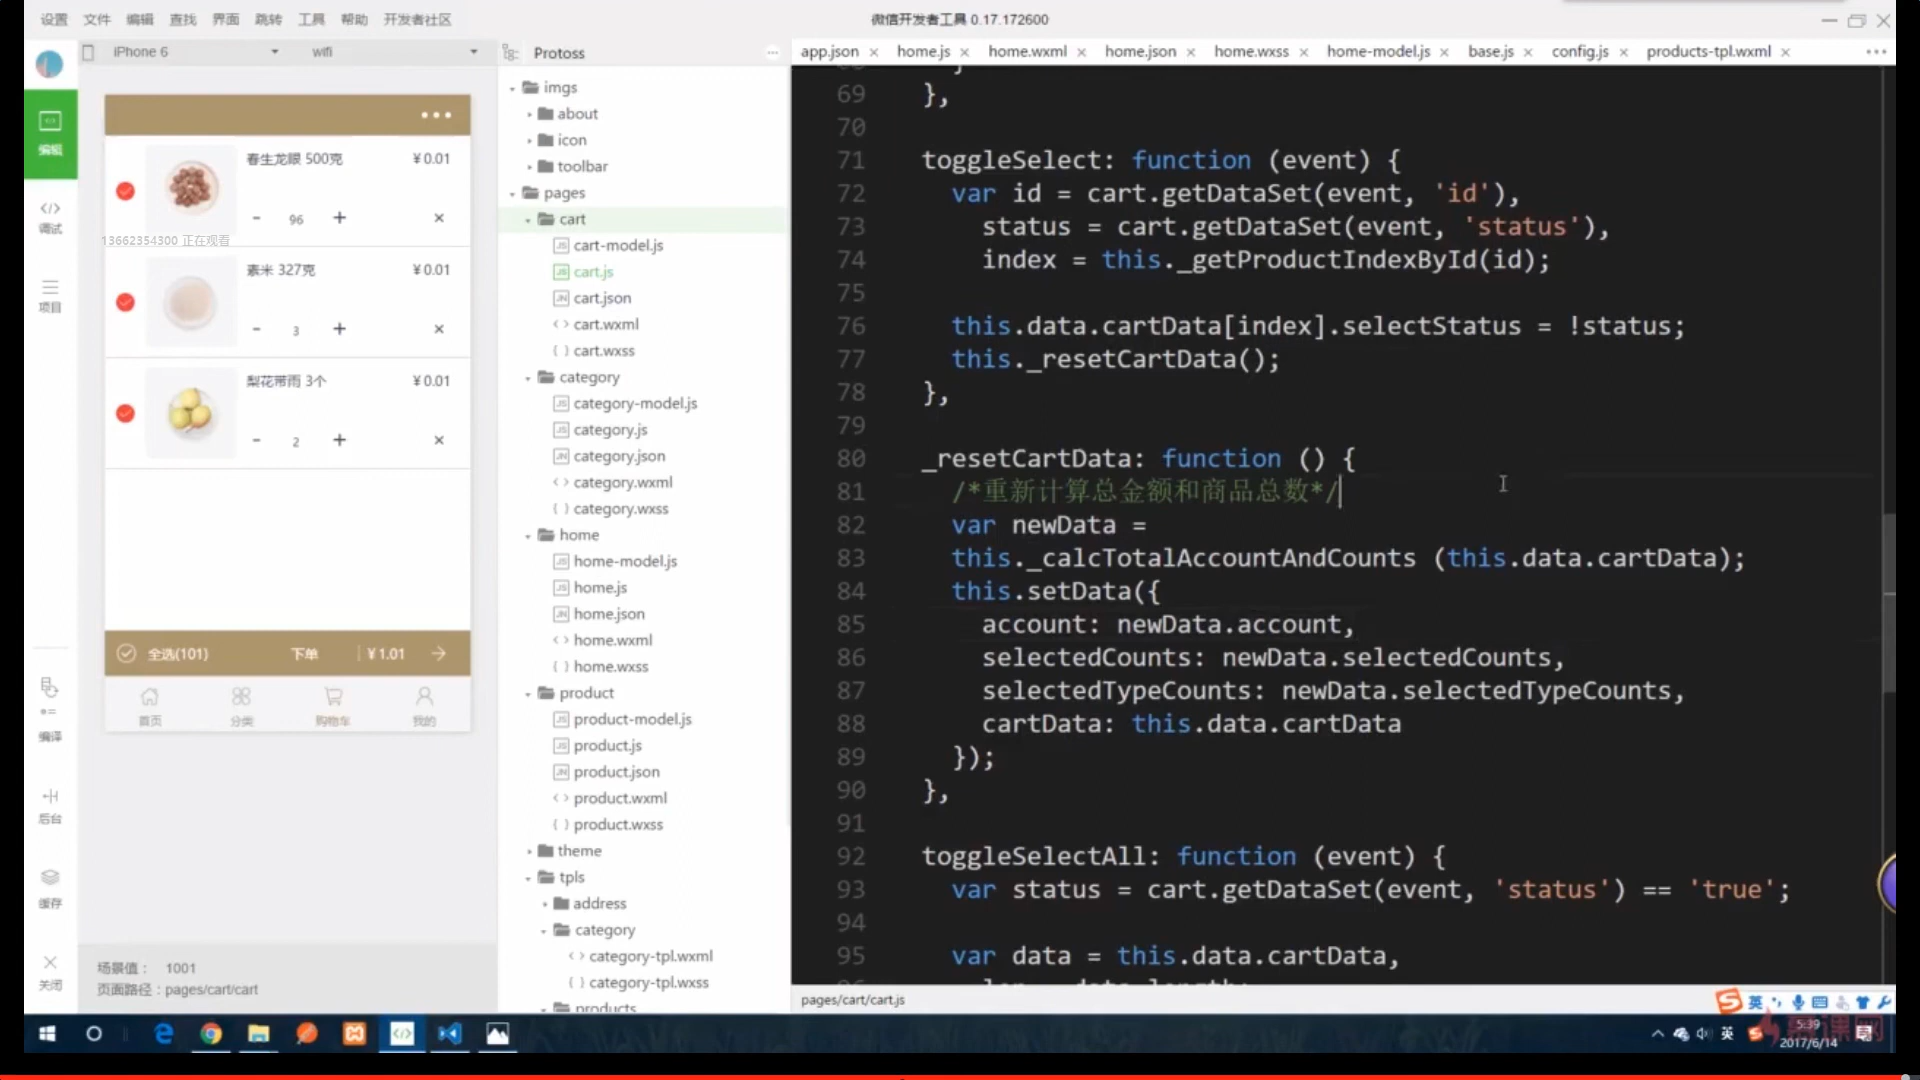 设置 文件 编辑 查找 界面 跳转 工具 帮助 开发者社区
微信开发者工具 0.17.172600
iPhone 6
wifi
Protoss
app.json
home.js
home.wxml
home.json
home.wxss
home-model.js
base.js
config.js
products-tpl.wxml
编辑
调试
项目
编译
后台
缓存
关闭
春生龙眼 500克
¥ 0.01
- 96 + ×
13662354300 正在观看
素米 327克
¥ 0.01
- 3 + ×
梨花带雨 3个
¥ 0.01
- 2 + ×
全选(101)
下单
¥ 1.01
首页
分类
购物车
我的
场景值： 1001
页面路径：pages/cart/cart
imgs
about
icon
toolbar
pages
cart
cart-model.js
cart.js
cart.json
cart.wxml
cart.wxss
category
category-model.js
category.js
category.json
category.wxml
category.wxss
home
home-model.js
home.js
home.json
home.wxml
home.wxss
product
product-model.js
product.js
product.json
product.wxml
product.wxss
theme
tpls
address
category
category-tpl.wxml
category-tpl.wxss
products
69 },
70
71 toggleSelect: function (event) {
72 var id = cart.getDataSet(event, 'id'),
73 status = cart.getDataSet(event, 'status'),
74 index = this._getProductIndexById(id);
75
76 this.data.cartData[index].selectStatus = !status;
77 this._resetCartData();
78 },
79
80 _resetCartData: function () {
81 /*重新计算总金额和商品总数*/
82 var newData =
83 this._calcTotalAccountAndCounts (this.data.cartData);
84 this.setData({
85 account: newData.account,
86 selectedCounts: newData.selectedCounts,
87 selectedTypeCounts: newData.selectedTypeCounts,
88 cartData: this.data.cartData
89 });
90 },
91
92 toggleSelectAll: function (event) {
93 var status = cart.getDataSet(event, 'status') == 'true';
94
95 var data = this.data.cartData,
pages/cart/cart.js
英
英
5:39
2017/6/14